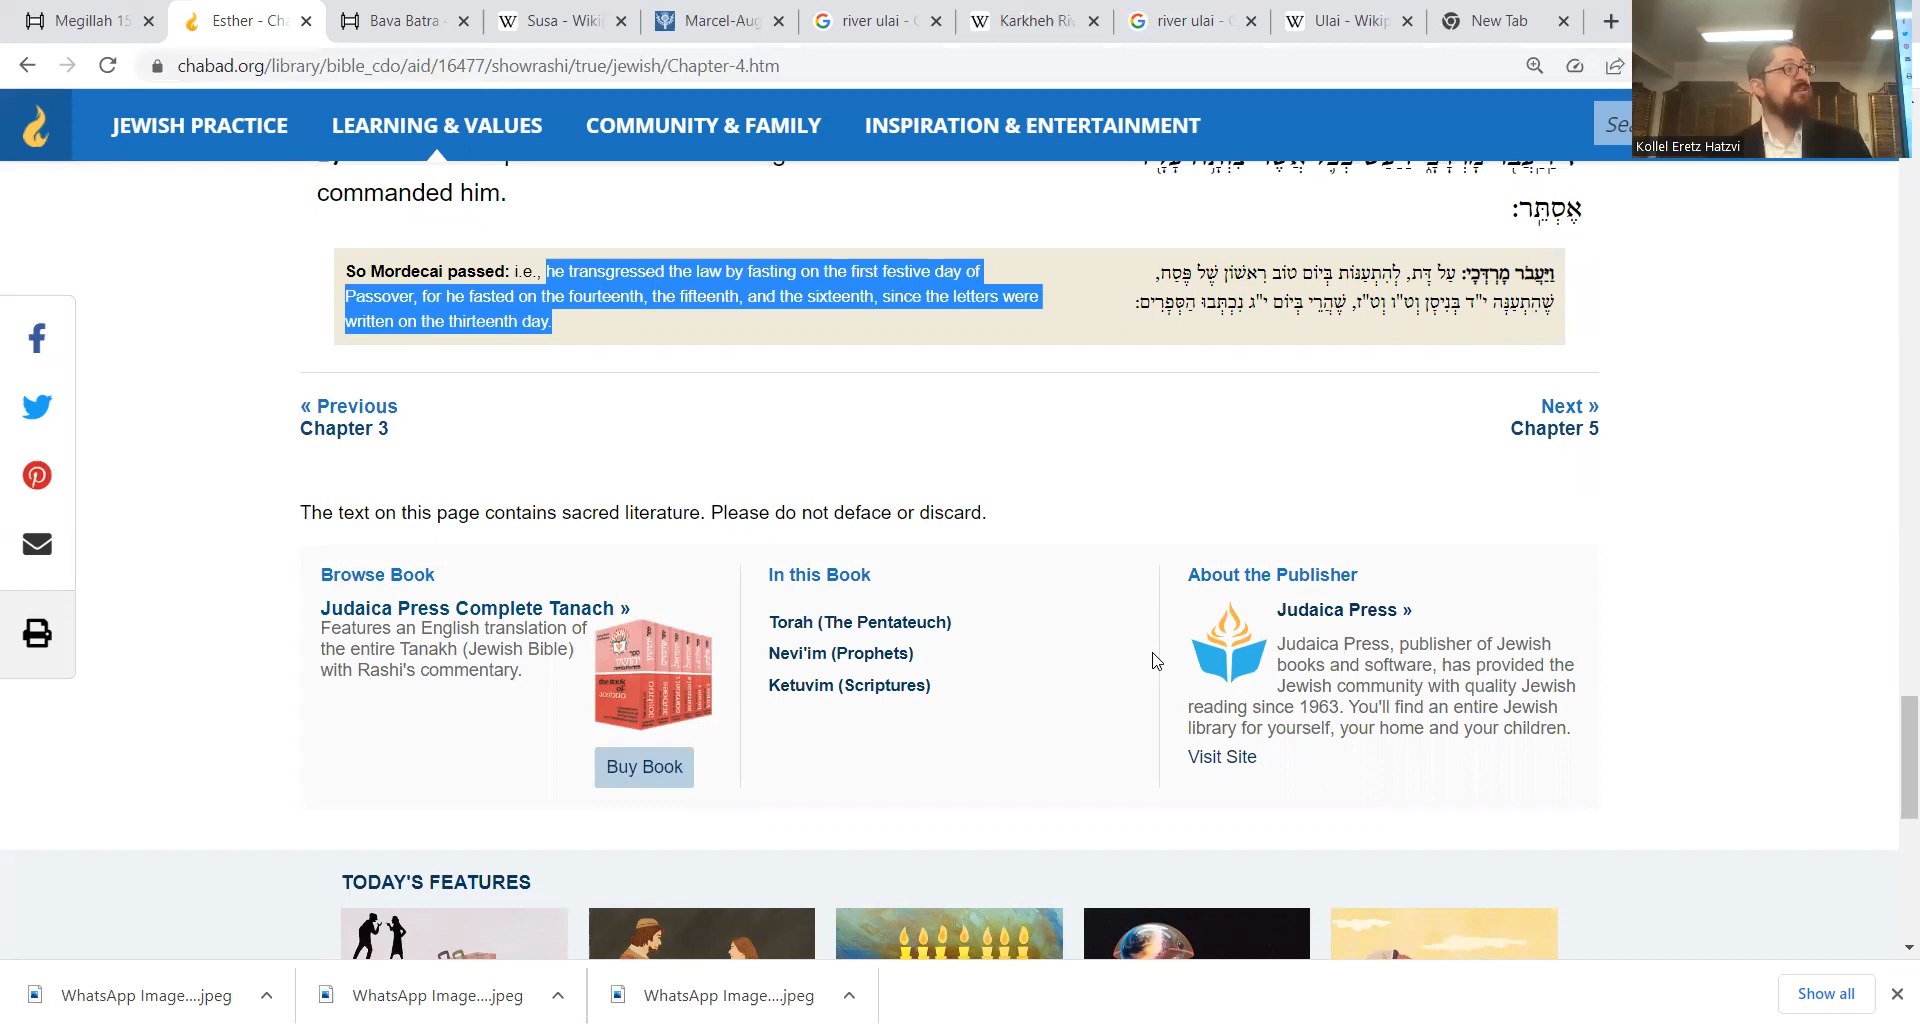 Megillah 15
Esther - Cha
Bava Batra 4
Susa - Wiki
Marcel-Aug
river ulai - G
Karkheh Riv
river ulai - G
Ulai - Wikip
New Tab
chabad.org/library/bible_cdo/aid/16477/showrashi/true/jewish/Chapter-4.htm
JEWISH PRACTICE
LEARNING & VALUES
COMMUNITY & FAMILY
INSPIRATION & ENTERTAINMENT
Kollel Eretz Hatzvi
commanded him.
אֶסְתֵּֽר:
So Mordecai passed: i.e., he transgressed the law by fasting on the first festive day of
Passover, for he fasted on the fourteenth, the fifteenth, and the sixteenth, since the letters were
written on the thirteenth day.
וַיַּעֲבֹר מָרְדֳּכָי: עַל דָּת, לְהִתְעַנּוֹת בְּיוֹם טוֹב רִאשׁוֹן שֶׁל פֶּסַח,
שֶׁהִתְעַנָּה י"ד בְּנִיסָן וְט"ו וְט"ז, שֶׁהֲרֵי בְּיוֹם י"ג נִכְתְּבוּ הַסְּפָרִים:
« Previous
Chapter 3
Next »
Chapter 5
The text on this page contains sacred literature. Please do not deface or discard.
Browse Book
Judaica Press Complete Tanach »
Features an English translation of
the entire Tanakh (Jewish Bible)
with Rashi's commentary.
Buy Book
In this Book
Torah (The Pentateuch)
Nevi'im (Prophets)
Ketuvim (Scriptures)
About the Publisher
Judaica Press »
Judaica Press, publisher of Jewish
books and software, has provided the
Jewish community with quality Jewish
reading since 1963. You'll find an entire Jewish
library for yourself, your home and your children.
Visit Site
TODAY'S FEATURES
WhatsApp Image....jpeg
WhatsApp Image....jpeg
WhatsApp Image....jpeg
Show all